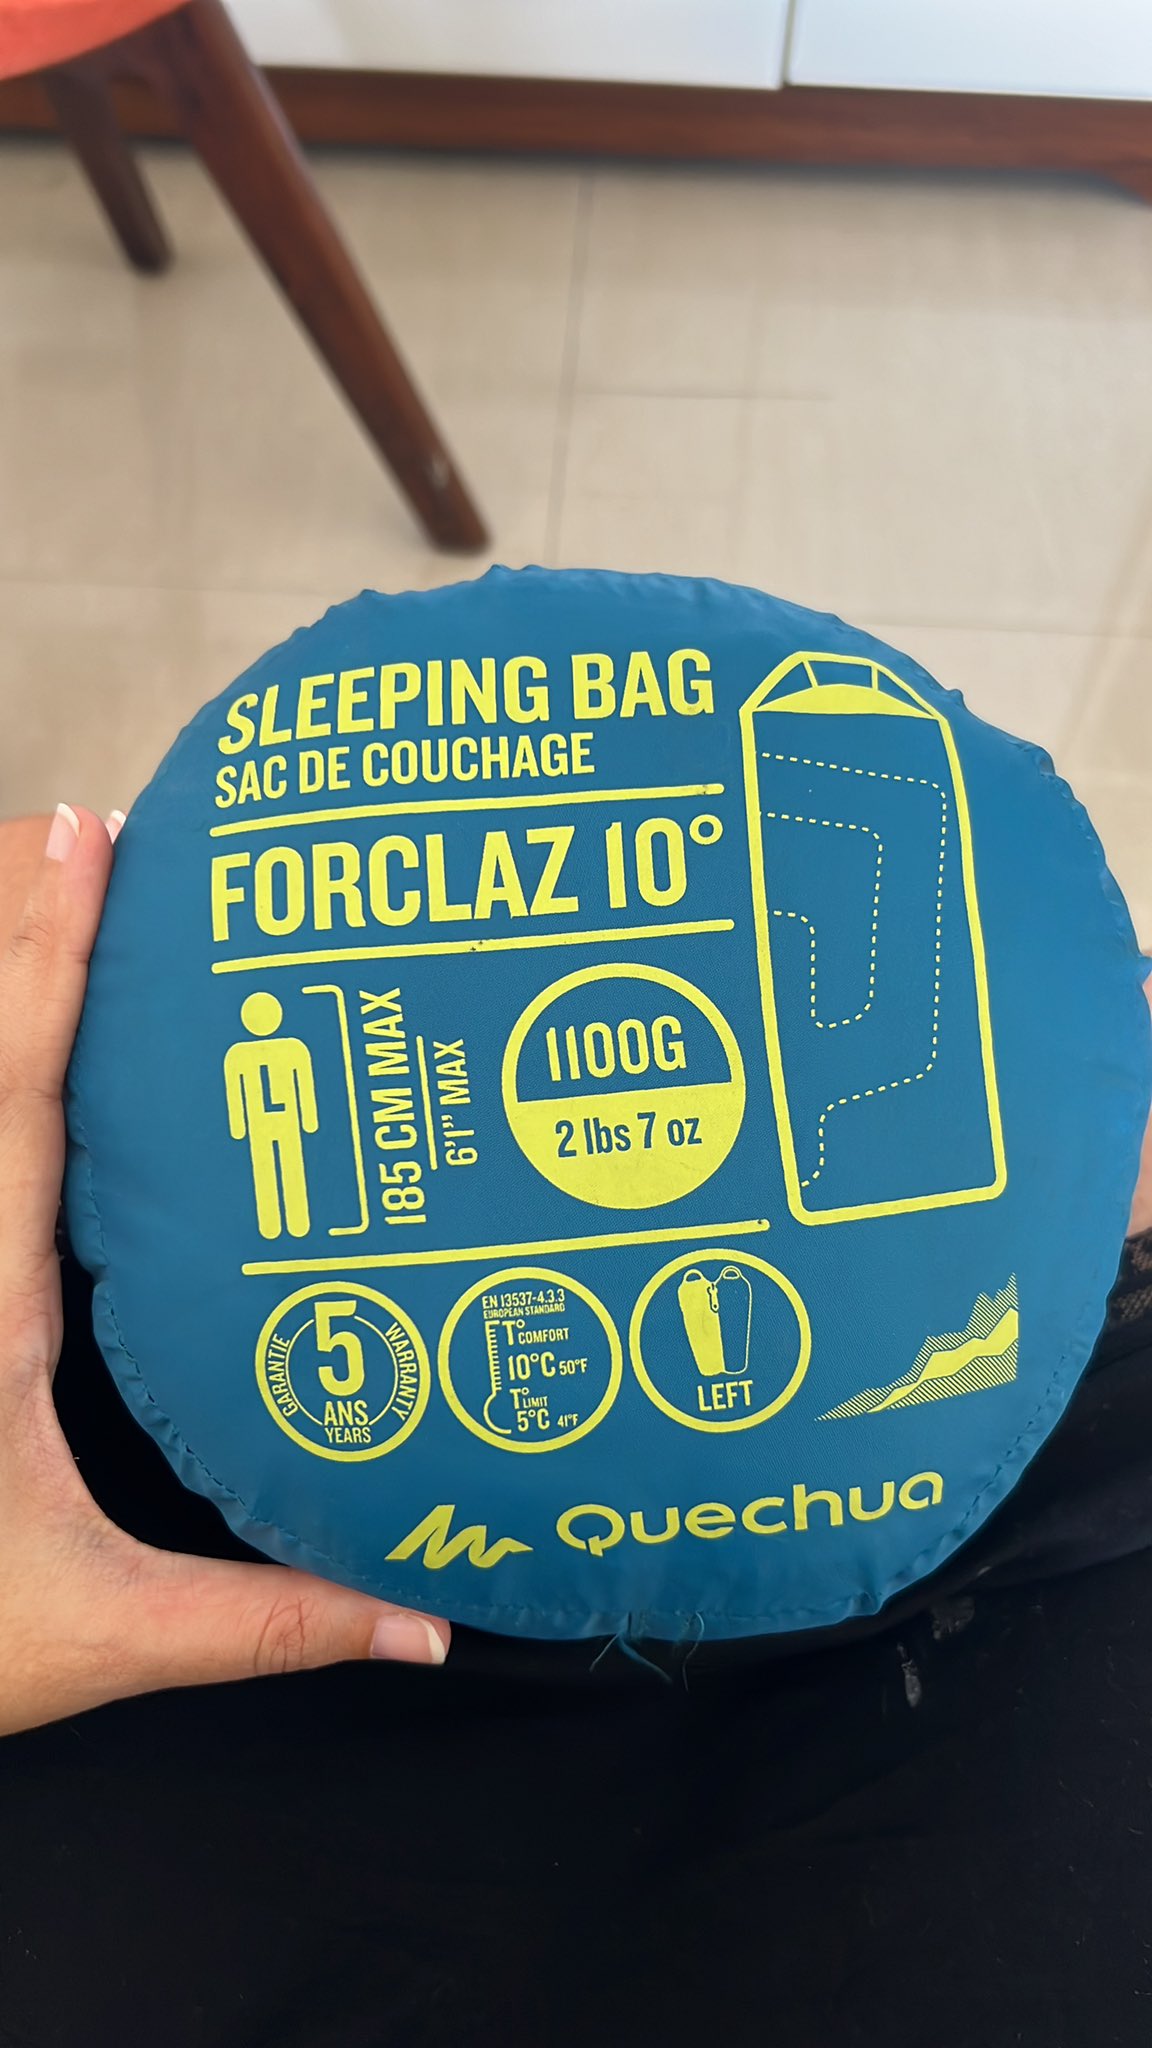 SLEEPING BAG
SAC DE COUCHAGE
FORCLAZ 10°
L
185 CM MAX
6'1" MAX
1100G
2 lbs 7 oz
GARANTIE
5
ANS
YEARS
WARRANTY
EN 13537-4.3.3
EUROPEAN STANDARD
T° COMFORT
10°C 50°F
T° LIMIT
5°C 41°F
LEFT
Quechua